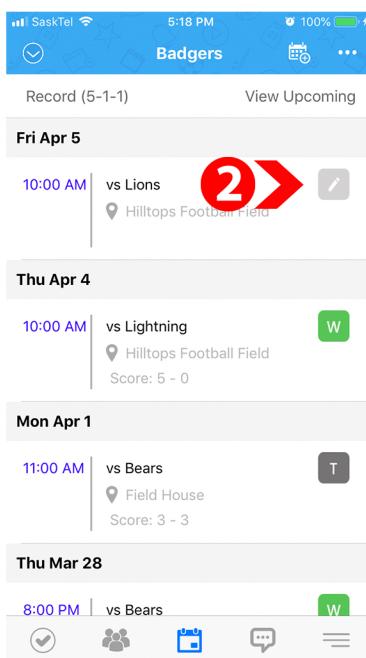 SaskTel 5:18 PM 100%
Badgers
Record (5-1-1) View Upcoming
Fri Apr 5
10:00 AM vs Lions 2
Hilltops Football Field
Thu Apr 4
10:00 AM vs Lightning W
Hilltops Football Field
Score: 5 - 0
Mon Apr 1
11:00 AM vs Bears T
Field House
Score: 3 - 3
Thu Mar 28
8:00 PM vs Bears W